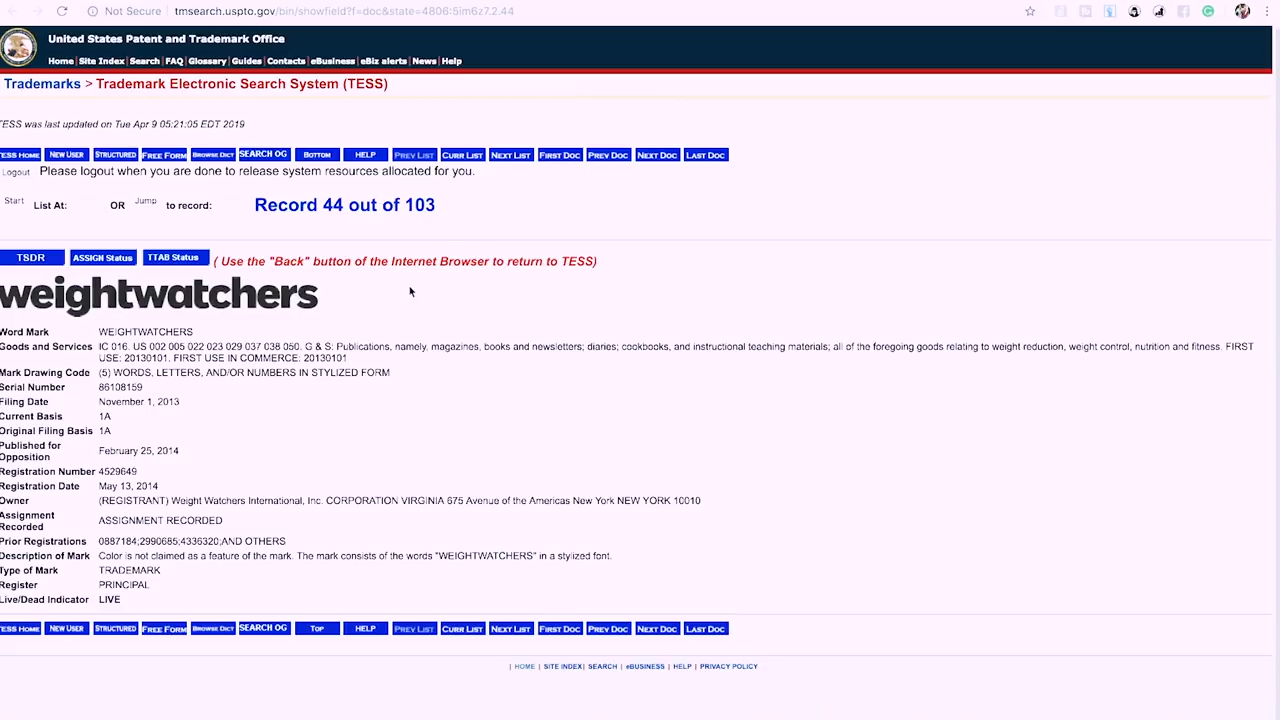 Not Secure tmsearch.uspto.gov/bin/showfield?f=doc&state=4806:5im6z7.2.44
United States Patent and Trademark Office
Home | Site Index | Search | FAQ | Glossary | Guides | Contacts | eBusiness | eBiz alerts | News | Help
Trademarks > Trademark Electronic Search System (TESS)
TESS was last updated on Tue Apr 9 05:21:05 EDT 2019
TESS HOME NEW USER STRUCTURED FREE FORM BROWSE DICT SEARCH OG BOTTOM HELP PREV LIST CURR LIST NEXT LIST FIRST DOC PREV DOC NEXT DOC LAST DOC
Logout Please logout when you are done to release system resources allocated for you.
Start List At: OR Jump to record: Record 44 out of 103
TSDR ASSIGN Status TTAB Status ( Use the "Back" button of the Internet Browser to return to TESS)
weightwatchers
Word Mark WEIGHTWATCHERS
Goods and Services IC 016. US 002 005 022 023 029 037 038 050. G & S: Publications, namely, magazines, books and newsletters; diaries; cookbooks, and instructional teaching materials; all of the foregoing goods relating to weight reduction, weight control, nutrition and fitness. FIRST
USE: 20130101. FIRST USE IN COMMERCE: 20130101
Mark Drawing Code (5) WORDS, LETTERS, AND/OR NUMBERS IN STYLIZED FORM
Serial Number 86108159
Filing Date November 1, 2013
Current Basis 1A
Original Filing Basis 1A
Published for
Opposition February 25, 2014
Registration Number 4529649
Registration Date May 13, 2014
Owner (REGISTRANT) Weight Watchers International, Inc. CORPORATION VIRGINIA 675 Avenue of the Americas New York NEW YORK 10010
Assignment
Recorded ASSIGNMENT RECORDED
Prior Registrations 0887184;2990685;4336320;AND OTHERS
Description of Mark Color is not claimed as a feature of the mark. The mark consists of the words "WEIGHTWATCHERS" in a stylized font.
Type of Mark TRADEMARK
Register PRINCIPAL
Live/Dead Indicator LIVE
TESS HOME NEW USER STRUCTURED FREE FORM BROWSE DICT SEARCH OG TOP HELP PREV LIST CURR LIST NEXT LIST FIRST DOC PREV DOC NEXT DOC LAST DOC
| HOME | SITE INDEX | SEARCH | eBUSINESS | HELP | PRIVACY POLICY